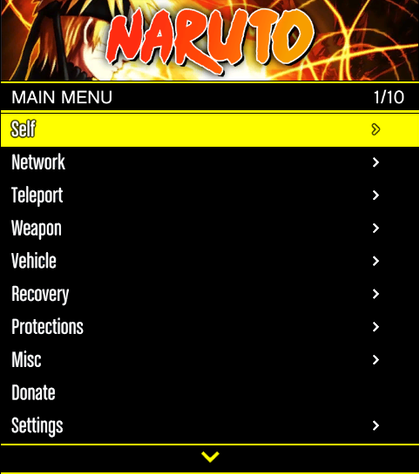 NARUTO
MAIN MENU 1/10
Self
Network
Teleport
Weapon
Vehicle
Recovery
Protections
Misc
Donate
Settings